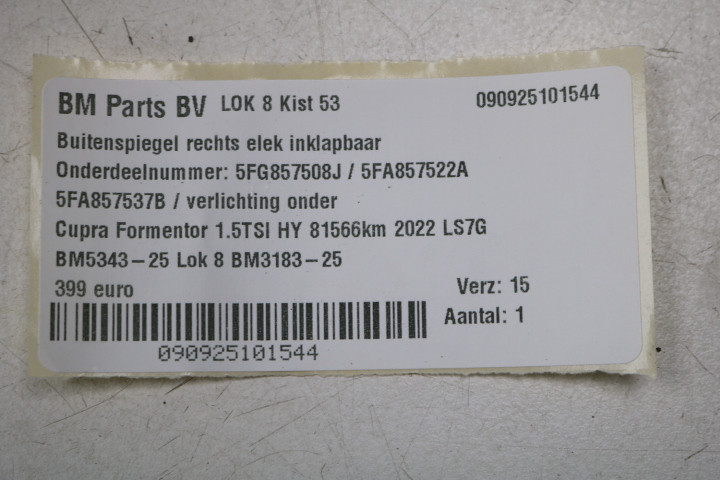 BM Parts BV LOK 8 Kist 53 090925101544
Buitenspiegel rechts elek inklapbaar
Onderdeelnummer: 5FG857508J / 5FA857522A
5FA857537B / verlichting onder
Cupra Formentor 1.5TSI HY 81566km 2022 LS7G
BM5343-25 Lok 8 BM3183-25
399 euro Verz: 15
Aantal: 1
090925101544